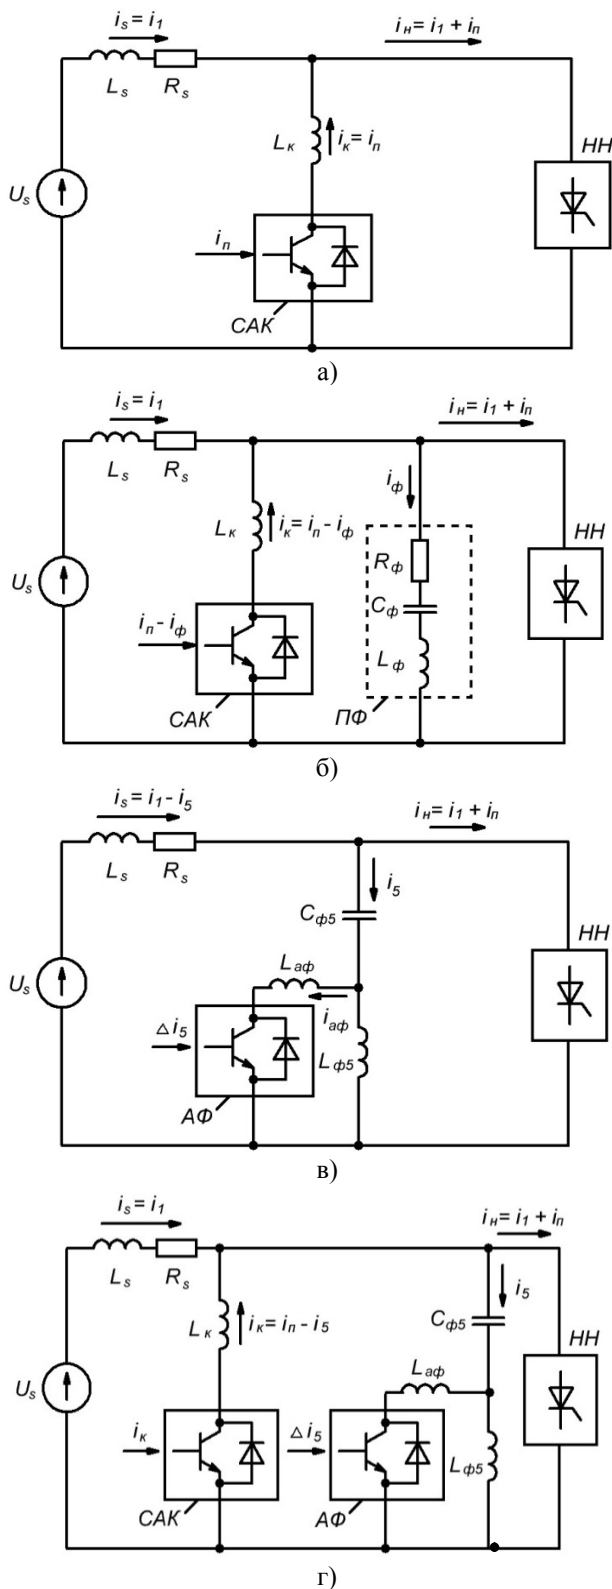 i_s = i_1
i_н = i_1 + i_п
L_s
R_s
L_к
i_к = i_п
НН
U_s
i_п
САК
а)
i_s = i_1
i_н = i_1 + i_п
L_s
R_s
i_ф
L_к
i_к = i_п - i_ф
R_ф
НН
U_s
C_ф
i_п - i_ф
L_ф
САК
ПФ
б)
i_s = i_1 - i_5
i_н = i_1 + i_п
L_s
R_s
i_5
C_ф5
НН
L_аф
U_s
i_аф
Δi_5
L_ф5
АФ
в)
i_s = i_1
i_н = i_1 + i_п
L_s
R_s
i_5
L_к
i_к = i_п - i_5
C_ф5
НН
L_аф
U_s
i_к
Δi_5
L_ф5
САК
АФ
г)